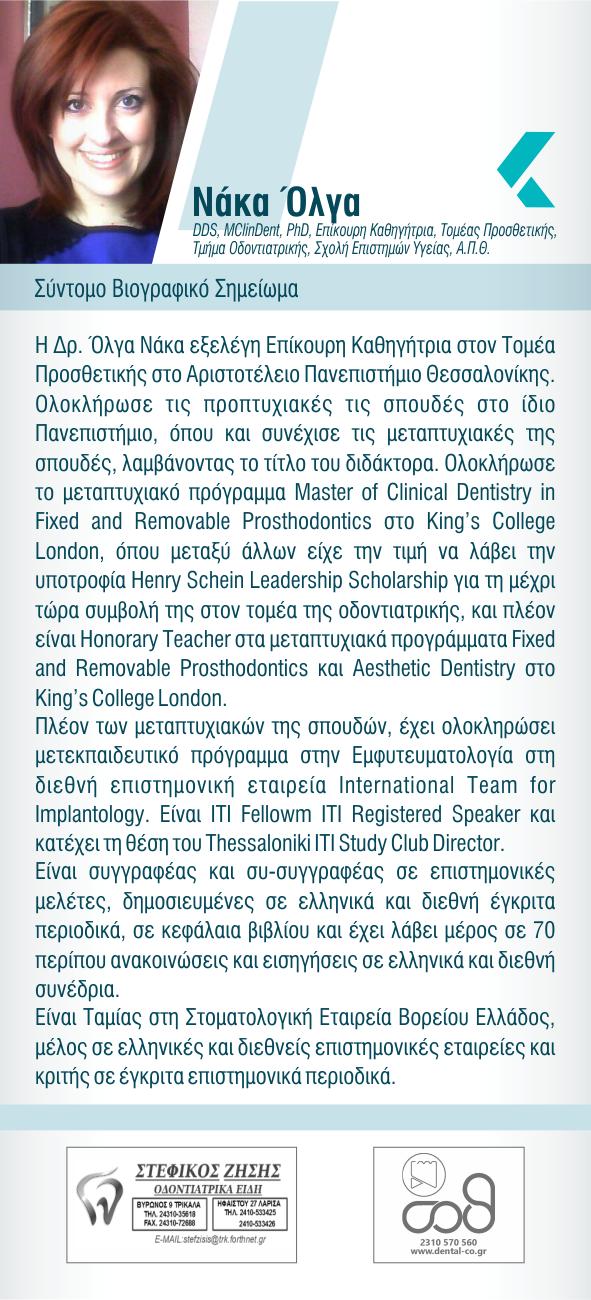 Νάκα Όλγα
DDS, MClinDent, PhD, Επίκουρη Καθηγήτρια, Τομέας Προσθετικής,
Τμήμα Οδοντιατρικής, Σχολή Επιστημών Υγείας, Α.Π.Θ.
Σύντομο Βιογραφικό Σημείωμα
Η Δρ. Όλγα Νάκα εξελέγη Επίκουρη Καθηγήτρια στον Τομέα
Προσθετικής στο Αριστοτέλειο Πανεπιστήμιο Θεσσαλονίκης.
Ολοκλήρωσε τις προπτυχιακές τις σπουδές στο ίδιο
Πανεπιστήμιο, όπου και συνέχισε τις μεταπτυχιακές της
σπουδές, λαμβάνοντας το τίτλο του διδάκτορα. Ολοκλήρωσε
το μεταπτυχιακό πρόγραμμα Master of Clinical Dentistry in
Fixed and Removable Prosthodontics στο King's College
London, όπου μεταξύ άλλων είχε την τιμή να λάβει την
υποτροφία Henry Schein Leadership Scholarship για τη μέχρι
τώρα συμβολή της στον τομέα της οδοντιατρικής, και πλέον
είναι Honorary Teacher στα μεταπτυχιακά προγράμματα Fixed
and Removable Prosthodontics και Aesthetic Dentistry στο
King's College London.
Πλέον των μεταπτυχιακών της σπουδών, έχει ολοκληρώσει
μετεκπαιδευτικό πρόγραμμα στην Εμφυτευματολογία στη
διεθνή επιστημονική εταιρεία International Team for
Implantology. Είναι ITI Fellowm ITI Registered Speaker και
κατέχει τη θέση του Thessaloniki ITI Study Club Director.
Είναι συγγραφέας και συ-συγγραφέας σε επιστημονικές
μελέτες, δημοσιευμένες σε ελληνικά και διεθνή έγκριτα
περιοδικά, σε κεφάλαια βιβλίου και έχει λάβει μέρος σε 70
περίπου ανακοινώσεις και εισηγήσεις σε ελληνικά και διεθνή
συνέδρια.
Είναι Ταμίας στη Στοματολογική Εταιρεία Βορείου Ελλάδος,
μέλος σε ελληνικές και διεθνείς επιστημονικές εταιρείες και
κριτής σε έγκριτα επιστημονικά περιοδικά.
ΣΤΕΦΙΚΟΣ ΖΗΣΗΣ
ΟΔΟΝΤΙΑΤΡΙΚΑ ΕΙΔΗ
ΒΥΡΩΝΟΣ 9 ΤΡΙΚΑΛΑ
ΤΗΛ. 24310-35618
FAX. 24310-72688
ΗΦΑΙΣΤΟΥ 27 ΛΑΡΙΣΑ
ΤΗΛ. 2410-533425
2410-533426
E-MAIL:stefzisis@trk.forthnet.gr
2310 570 560
www.dental-co.gr